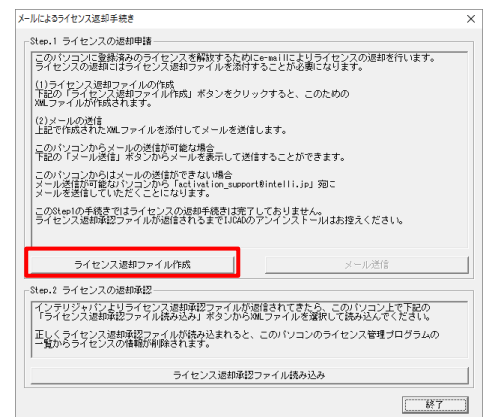 メールによるライセンス返却手続き
Step.1 ライセンスの返却申請
このパソコンに登録済みのライセンスを解放するためにe-mailによりライセンスの返却を行います。
ライセンスの返却にはライセンス返却ファイルを添付することが必要になります。
(1)ライセンス返却ファイルの作成
下記の「ライセンス返却ファイル作成」ボタンをクリックすると、このための
XMLファイルが作成されます。
(2)メールの送信
上記で作成されたXMLファイルを添付してメールを送信します。
このパソコンからメールの送信が可能な場合
下記の「メール送信」ボタンからメールを表示して送信することができます。
このパソコンからはメールの送信ができない場合
メール送信が可能なパソコンから「activation_support@intelli.jp」宛に
メールを送信していただくことになります。
このStep1の手続きではライセンスの返却手続きは完了しておりません。
ライセンス返却承認ファイルが返信されるまでIJCADのアンインストールはお控えください。
ライセンス返却ファイル作成
メール送信
Step.2 ライセンスの返却承認
インテリジャパンよりライセンス返却承認ファイルが返信されてきたら、このパソコン上で下記の
「ライセンス返却承認ファイル読み込み」ボタンからXMLファイルを選択して読み込んでください。
正しくライセンス返却承認ファイルが読み込まれると、このパソコンのライセンス管理プログラムの
一覧からライセンスの情報が削除されます。
ライセンス返却承認ファイル読み込み
終了